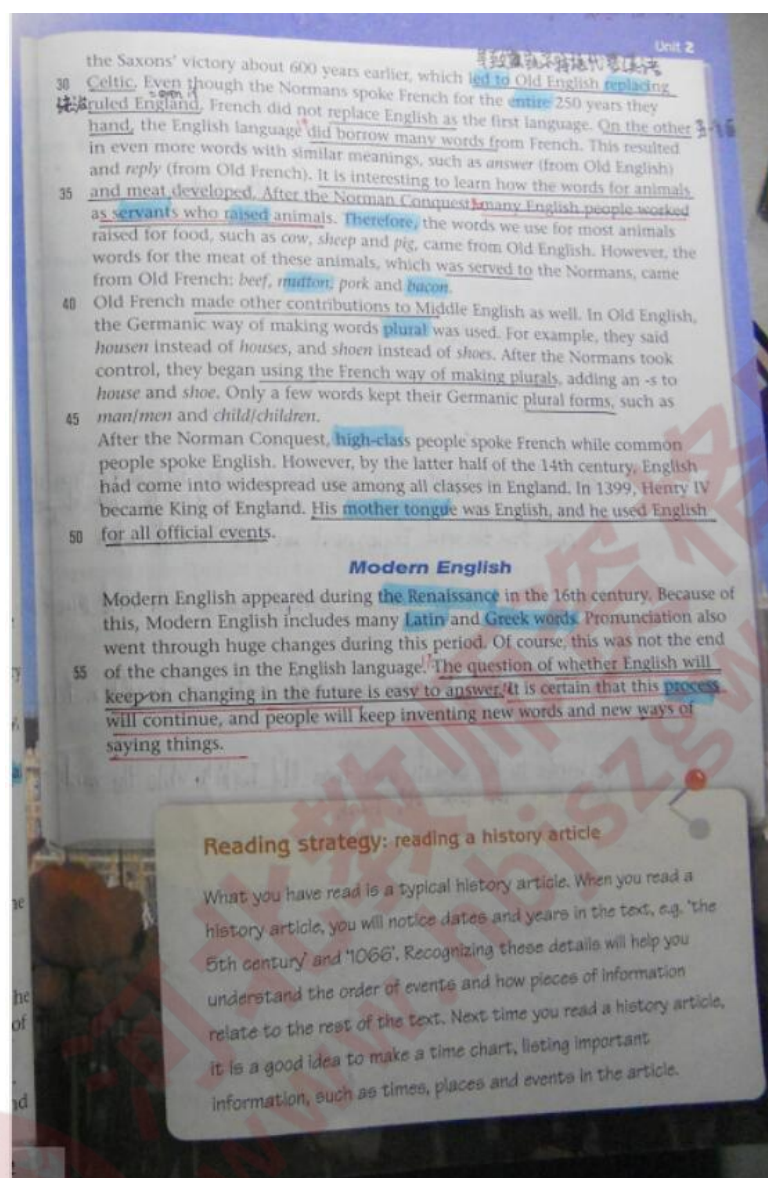 Unit 2
the Saxons' victory about 600 years earlier, which led to Old English replacing
30 Celtic. Even though the Normans spoke French for the entire 250 years they
ruled England, French did not replace English as the first language. On the other
hand, the English language did borrow many words from French. This resulted
in even more words with similar meanings, such as answer (from Old English)
and reply (from Old French). It is interesting to learn how the words for animals
35 and meat developed. After the Norman Conquest, many English people worked
as servants who raised animals. Therefore, the words we use for most animals
raised for food, such as cow, sheep and pig, came from Old English. However, the
words for the meat of these animals, which was served to the Normans, came
from Old French: beef, mutton, pork and bacon.
40 Old French made other contributions to Middle English as well. In Old English,
the Germanic way of making words plural was used. For example, they said
housen instead of houses, and shoen instead of shoes. After the Normans took
control, they began using the French way of making plurals, adding an -s to
house and shoe. Only a few words kept their Germanic plural forms, such as
45 man/men and child/children.
After the Norman Conquest, high-class people spoke French while common
people spoke English. However, by the latter half of the 14th century, English
had come into widespread use among all classes in England. In 1399, Henry IV
became King of England. His mother tongue was English, and he used English
50 for all official events.
Modern English
Modern English appeared during the Renaissance in the 16th century. Because of
this, Modern English includes many Latin and Greek words. Pronunciation also
went through huge changes during this period. Of course, this was not the end
55 of the changes in the English language. The question of whether English will
keep on changing in the future is easy to answer. It is certain that this process
will continue, and people will keep inventing new words and new ways of
saying things.
Reading strategy: reading a history article
What you have read is a typical history article. When you read a
history article, you will notice dates and years in the text, e.g. 'the
5th century' and '1066'. Recognizing these details will help you
understand the order of events and how pieces of information
relate to the rest of the text. Next time you read a history article,
it is a good idea to make a time chart, listing important
information, such as times, places and events in the article.